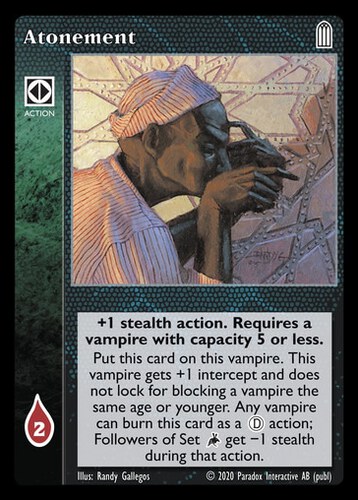 Atonement
ACTION
+1 stealth action. Requires a
vampire with capacity 5 or less.
Put this card on this vampire. This
vampire gets +1 intercept and does
not lock for blocking a vampire the
same age or younger. Any vampire
can burn this card as a Ⓓ action;
Followers of Set get −1 stealth
during that action.
2
Illus: Randy Gallegos © 2020 Paradox Interactive AB (publ)